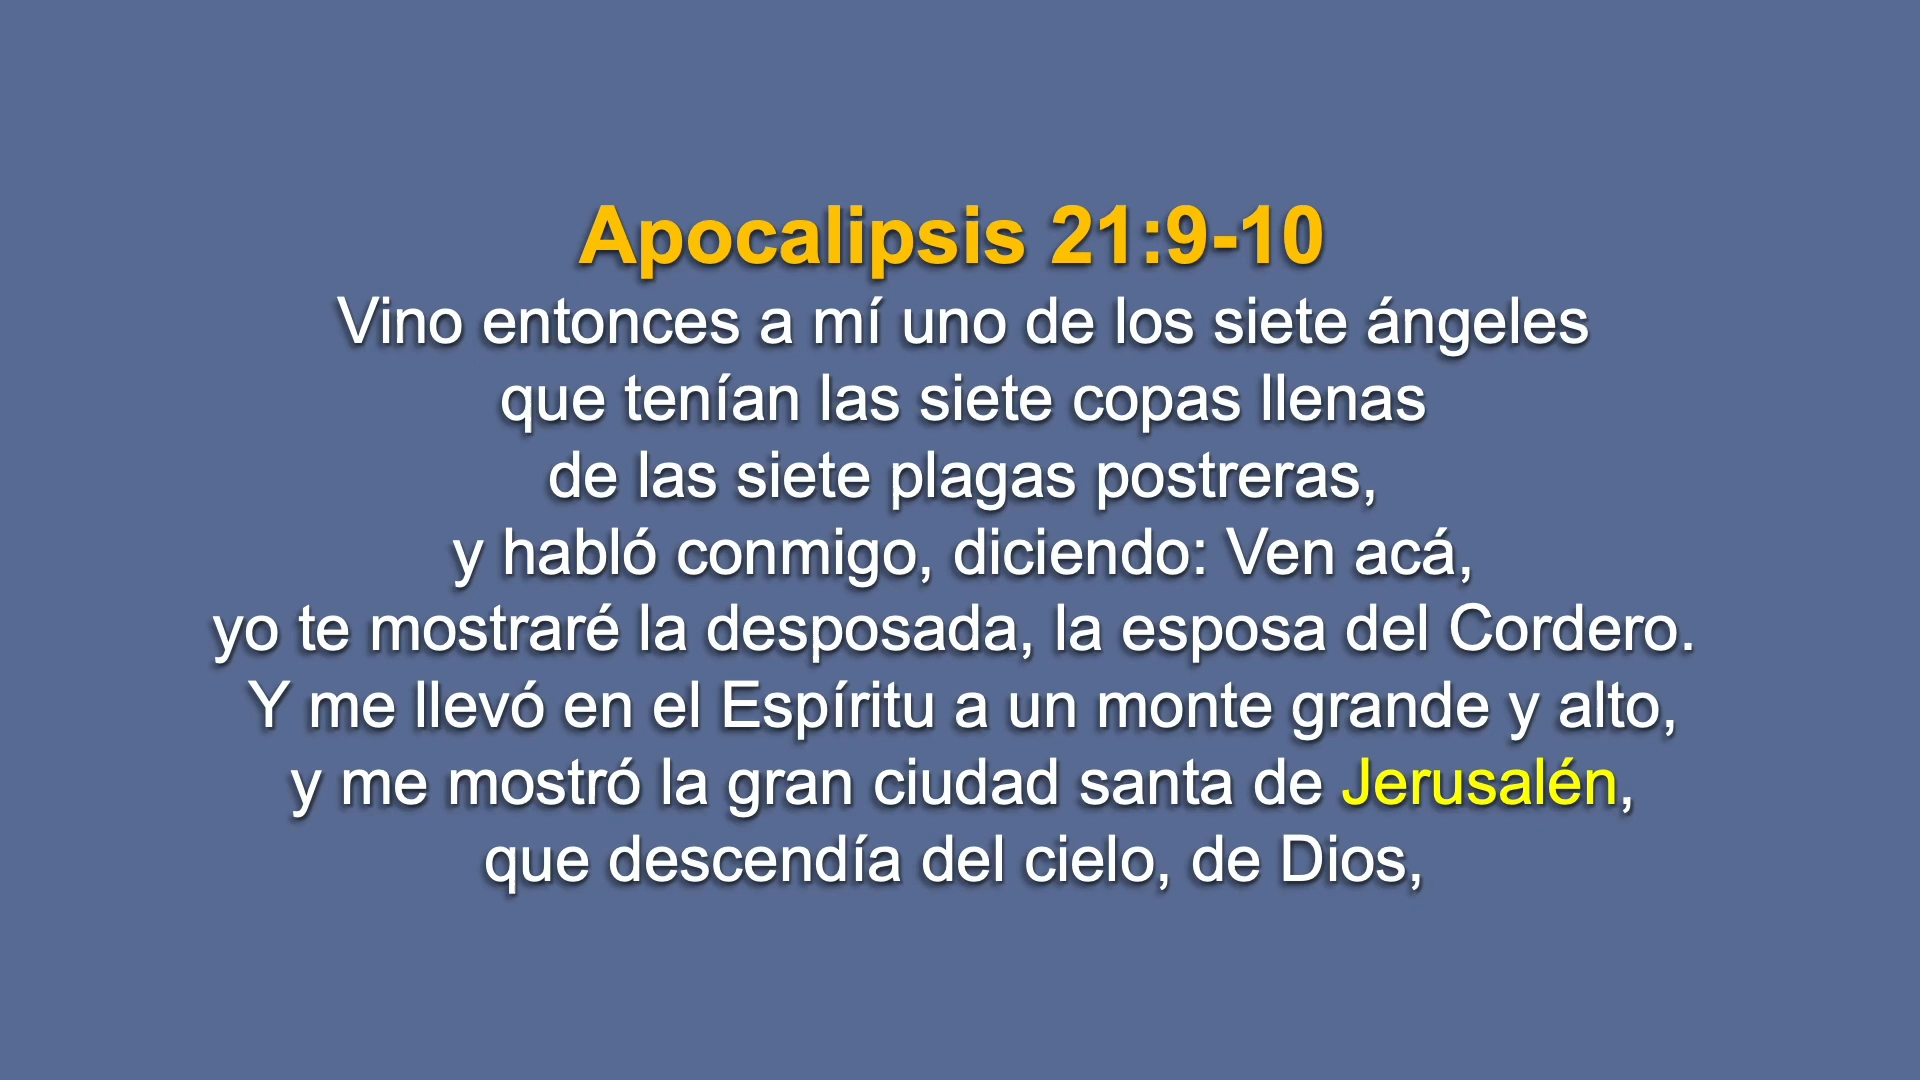 Apocalipsis 21:9-10
Vino entonces a mí uno de los siete ángeles
que tenían las siete copas llenas
de las siete plagas postreras,
y habló conmigo, diciendo: Ven acá,
yo te mostraré la desposada, la esposa del Cordero.
Y me llevó en el Espíritu a un monte grande y alto,
y me mostró la gran ciudad santa de Jerusalén,
que descendía del cielo, de Dios,